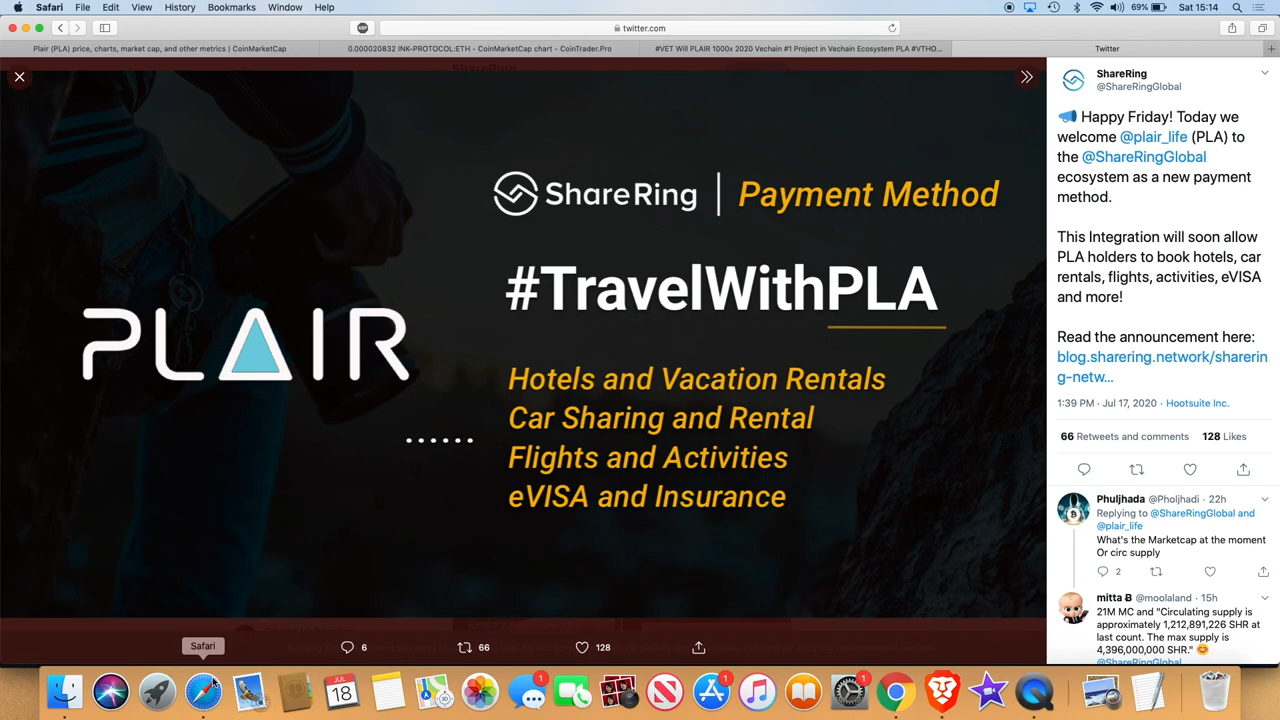 Safari File Edit View History Bookmarks Window Help
69% Sat 15:14
twitter.com
Plair (PLA) price, charts, market cap, and other metrics | CoinMarketCap
0.000020832 INK-PROTOCOL:ETH - CoinMarketCap chart - CoinTrader.Pro
#VET Will PLAIR 1000x 2020 Vechain #1 Project in Vechain Ecosystem PLA #VTHO...
Twitter
ShareRing | Payment Method
#TravelWithPLA
PLAIR
Hotels and Vacation Rentals
Car Sharing and Rental
Flights and Activities
eVISA and Insurance
6 66 128
ShareRing
@ShareRingGlobal
Happy Friday! Today we
welcome @plair_life (PLA) to
the @ShareRingGlobal
ecosystem as a new payment
method.
This Integration will soon allow
PLA holders to book hotels, car
rentals, flights, activities, eVISA
and more!
Read the announcement here:
blog.sharering.network/sharerin
g-netw...
1:39 PM · Jul 17, 2020 · Hootsuite Inc.
66 Retweets and comments 128 Likes
Phuljhada @Pholjhadi · 22h
Replying to @ShareRingGlobal and
@plair_life
What's the Marketcap at the moment
Or circ supply
2
mitta Ƀ @moolaland · 15h
21M MC and "Circulating supply is
approximately 1,212,891,226 SHR at
last count. The max supply is
4,396,000,000 SHR."
@ShareRingGlobal
Safari
JUL
18
1
1
1